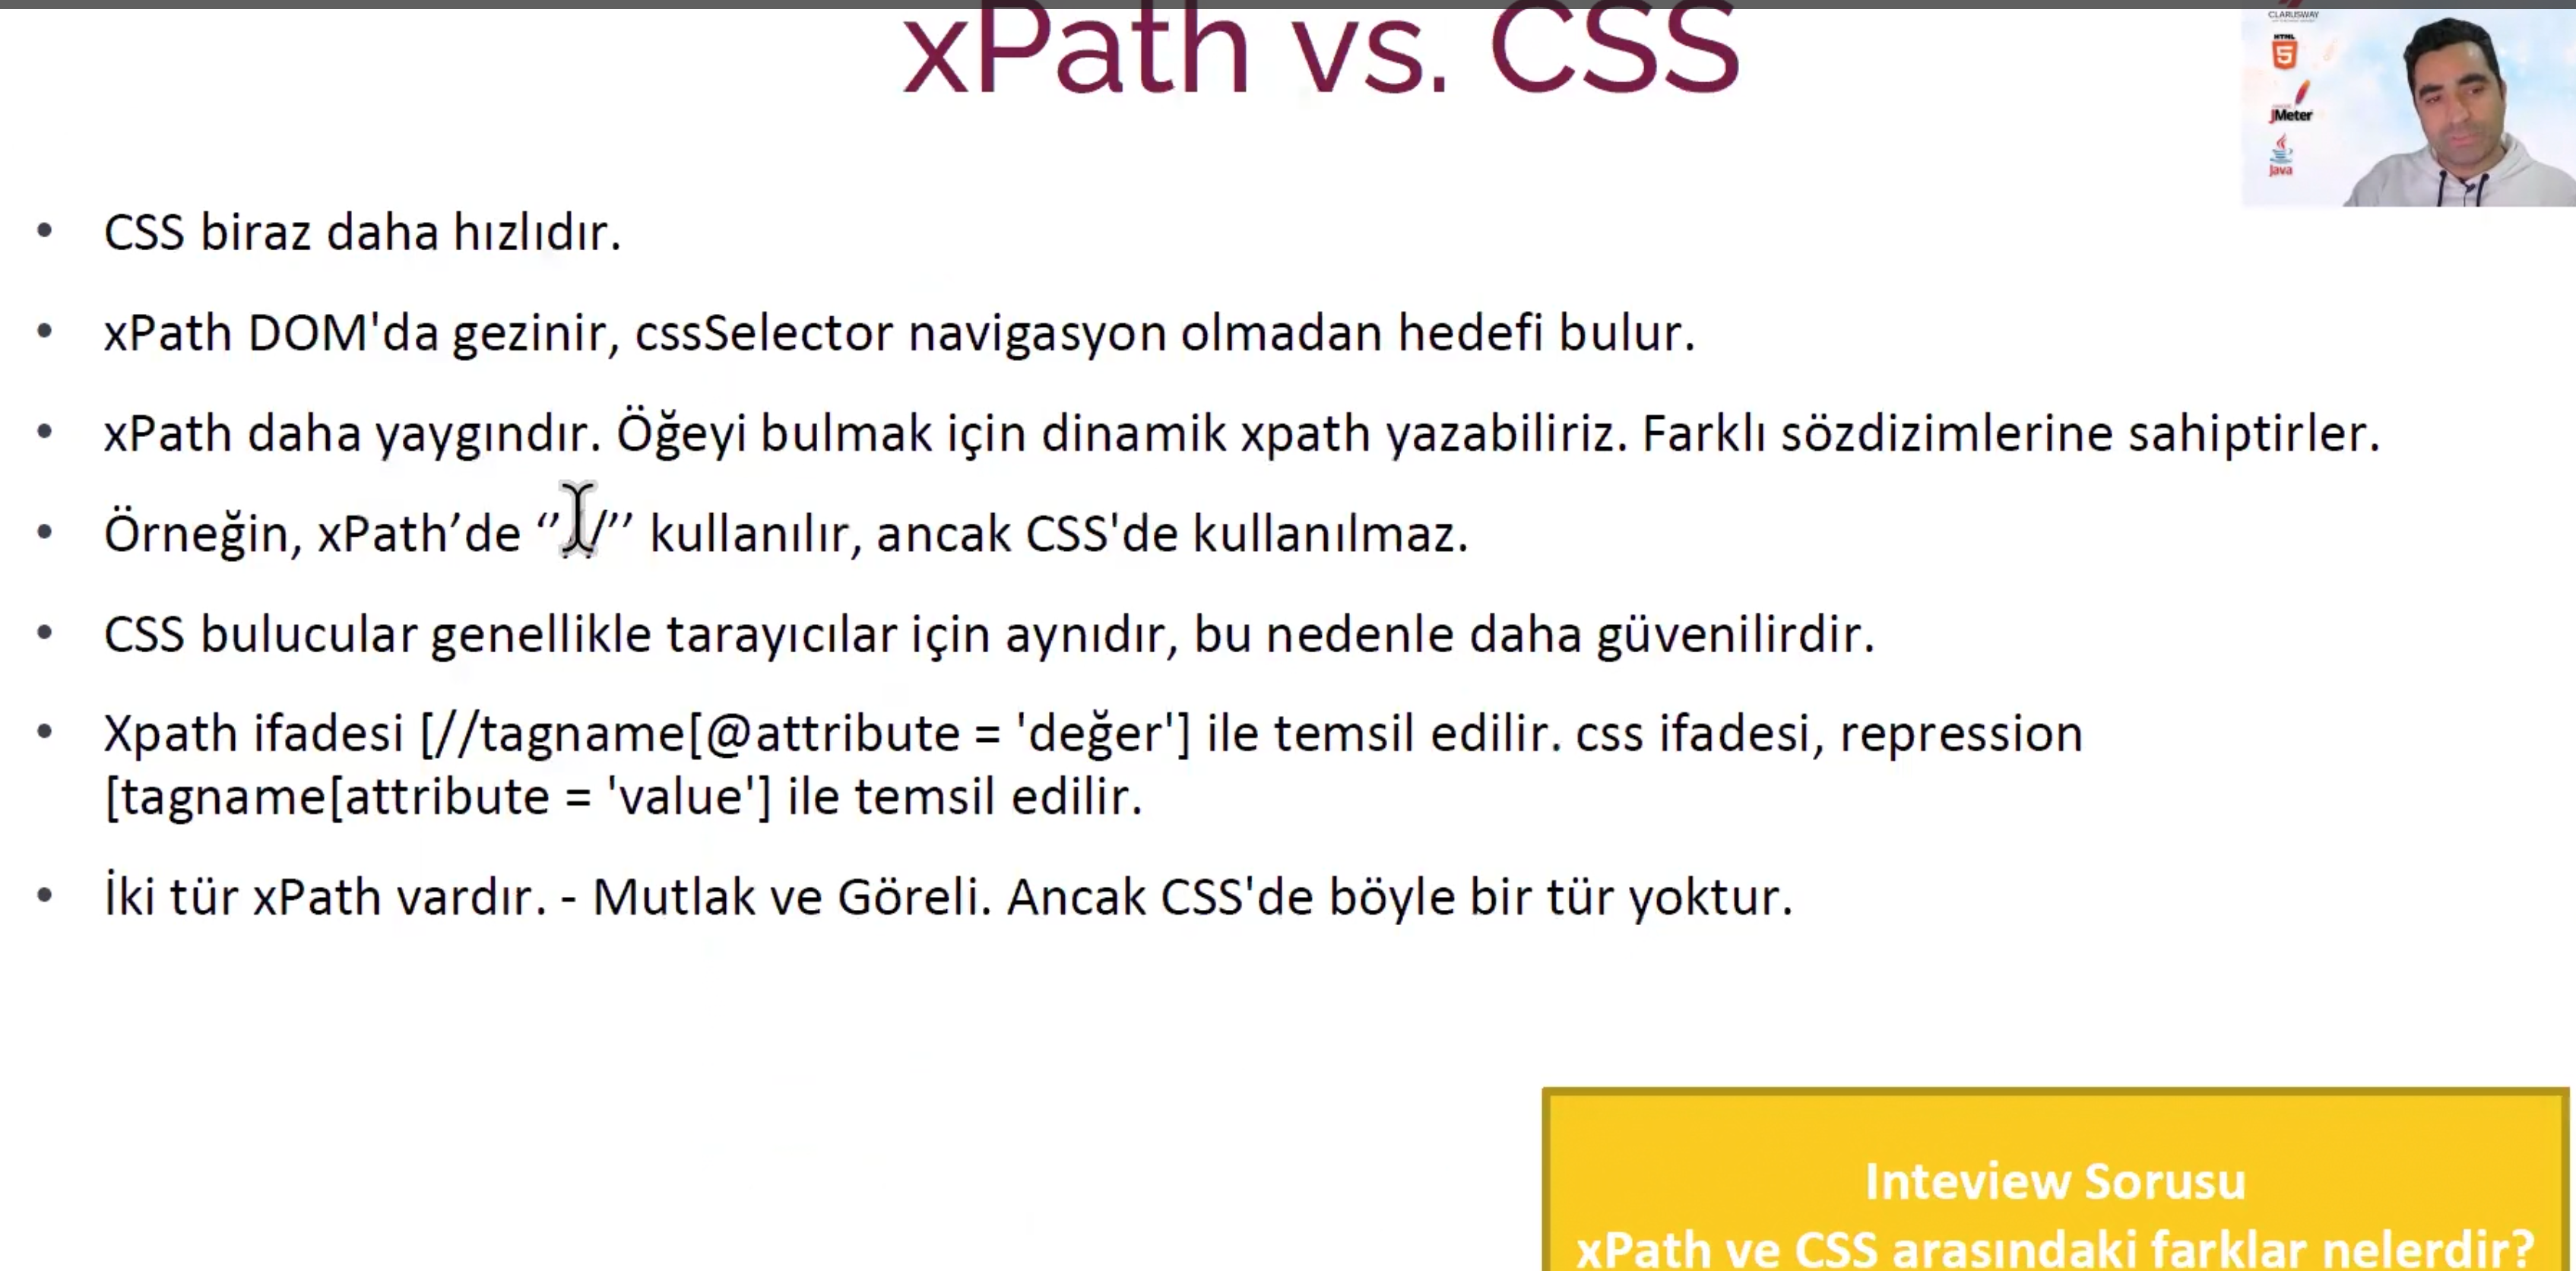 xPath vs. CSS
CLARUSWAY
HTML
5
JMeter
Java
• CSS biraz daha hızlıdır.
• xPath DOM'da gezinir, cssSelector navigasyon olmadan hedefi bulur.
• xPath daha yaygındır. Öğeyi bulmak için dinamik xpath yazabiliriz. Farklı sözdizimlerine sahiptirler.
• Örneğin, xPath’de ‘’//’’ kullanılır, ancak CSS'de kullanılmaz.
• CSS bulucular genellikle tarayıcılar için aynıdır, bu nedenle daha güvenilirdir.
• Xpath ifadesi [//tagname[@attribute = 'değer'] ile temsil edilir. css ifadesi, repression
[tagname[attribute = 'value'] ile temsil edilir.
• İki tür xPath vardır. - Mutlak ve Göreli. Ancak CSS'de böyle bir tür yoktur.
Inteview Sorusu
xPath ve CSS arasındaki farklar nelerdir?